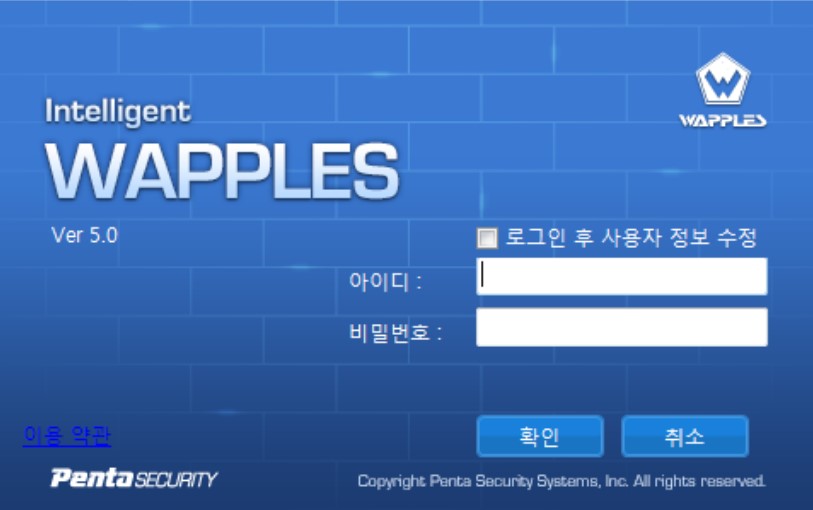 Intelligent
WAPPLES
WAPPLES
Ver 5.0
로그인 후 사용자 정보 수정
아이디 :
비밀번호 :
이용 약관
확인
취소
Penta SECURITY
Copyright Penta Security Systems, Inc. All rights reserved.